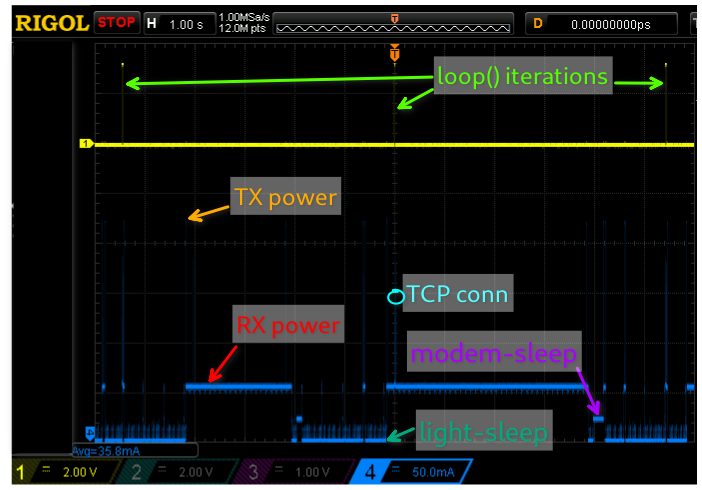 RIGOL STOP H 1.00 s 1.00MSa/s 12.0M pts T D 0.00000000ps T
T
loop() iterations
1
TX power
TCP conn
RX power
modem-sleep
4
light-sleep
Avg=35.8mA
1 = 2.00 V 2 = 2.00 V 3 = 1.00 V 4 = 50.0mA